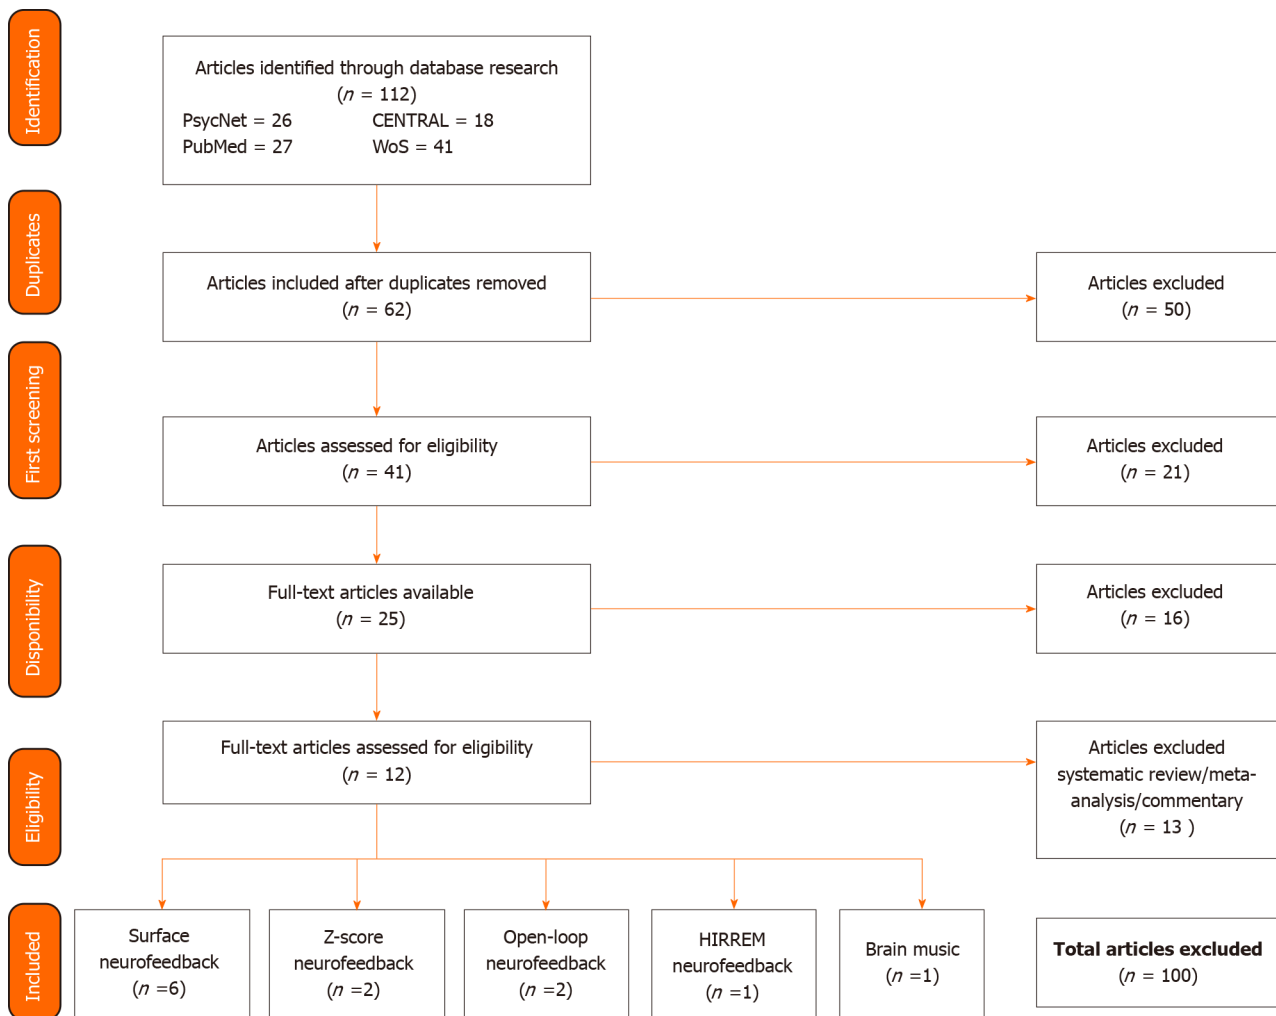 Identification
Articles identified through database research
(n = 112)
PsycNet = 26
CENTRAL = 18
PubMed = 27
WoS = 41
Duplicates
Articles included after duplicates removed
(n = 62)
Articles excluded
(n = 50)
First screening
Articles assessed for eligibility
(n = 41)
Articles excluded
(n = 21)
Disponibility
Full-text articles available
(n = 25)
Articles excluded
(n = 16)
Eligibility
Full-text articles assessed for eligibility
(n = 12)
Articles excluded
systematic review/meta-
analysis/commentary
(n = 13 )
Included
Surface
neurofeedback
(n =6)
Z-score
neurofeedback
(n =2)
Open-loop
neurofeedback
(n =2)
HIRREM
neurofeedback
(n =1)
Brain music
(n =1)
Total articles excluded
(n = 100)